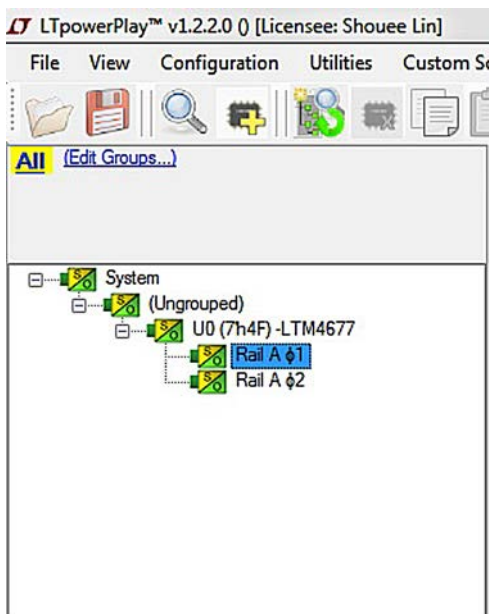 LTpowerPlay™ v1.2.2.0 () [Licensee: Shouee Lin]
File View Configuration Utilities Custom Sc
All (Edit Groups...)
System
(Ungrouped)
U0 (7h4F) -LTM4677
Rail A ϕ1
Rail A ϕ2